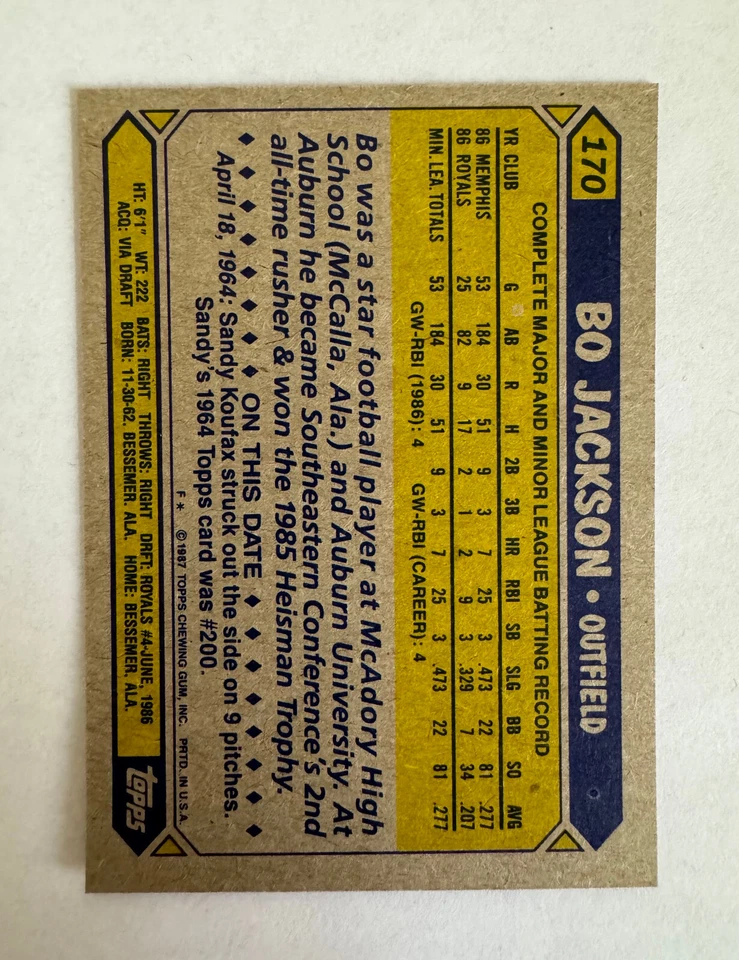 170 BO JACKSON • OUTFIELD
COMPLETE MAJOR AND MINOR LEAGUE BATTING RECORD
YR CLUB G AB R H 2B 3B HR RBI SB SLG BB SO AVG
86 MEMPHIS 53 184 30 51 9 3 7 25 3 .473 22 81 .277
86 ROYALS 25 82 9 17 2 1 2 9 3 .329 7 34 .207
MIN. LEA. TOTALS 53 184 30 51 9 3 7 25 3 .473 22 81 .277
GW-RBI (1986): 4 GW-RBI (CAREER): 4
Bo was a star football player at McAdory High
School (McCalla, Ala.) and Auburn University. At
Auburn he became Southeastern Conference's 2nd
all-time rusher & won the 1985 Heisman Trophy.
ON THIS DATE
April 18, 1964: Sandy Koufax struck out the side on 9 pitches.
Sandy's 1964 Topps card was #200.
F * © 1987 TOPPS CHEWING GUM, INC. PRTD. IN U.S.A.
HT: 6'1" WT: 222 BATS: RIGHT THROWS: RIGHT DRFT: ROYALS #4-JUNE, 1986
ACQ: VIA DRAFT BORN: 11-30-62, BESSEMER, ALA. HOME: BESSEMER, ALA.
topps